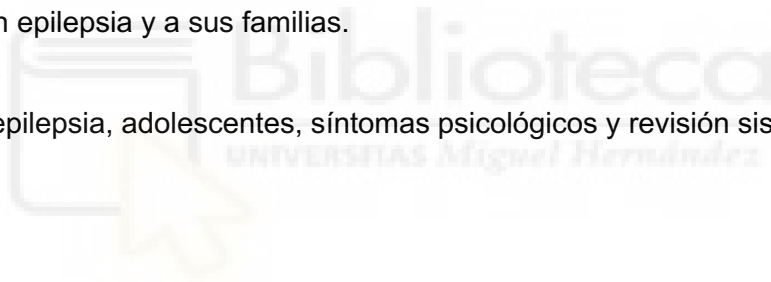 n epilepsia y a sus familias.
Biblioteca
epilepsia, adolescentes, síntomas psicológicos y revisión sis
UNIVERSITAS Miguel Hernández